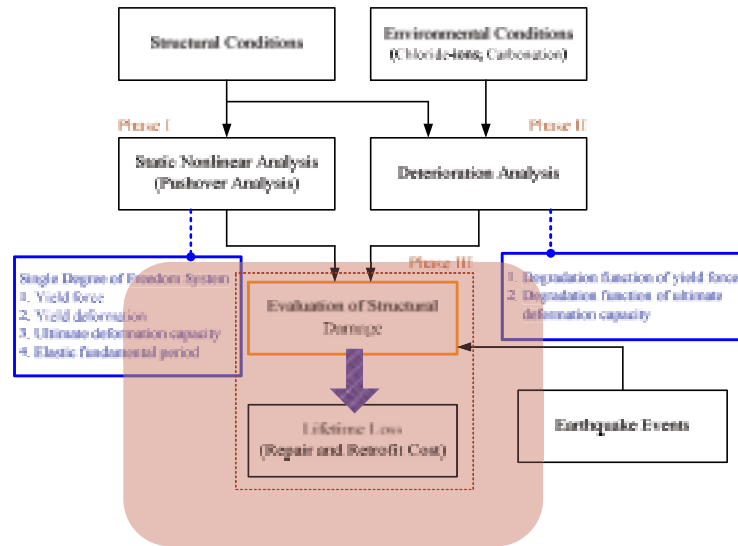 Structural Conditions
Environmental Conditions
(Chloride-ions, Carbonation)
Phase I
Phase II
Static Nonlinear Analysis
(Pushover Analysis)
Deterioration Analysis
Phase III
Single Degree of Freedom System
1. Yield force
2. Yield deformation
3. Ultimate deformation capacity
4. Elastic fundamental period
1. Degradation function of yield force
2. Degradation function of ultimate
deformation capacity
Evaluation of Structural
Damage
Lifetime Loss
(Repair and Retrofit Cost)
Earthquake Events